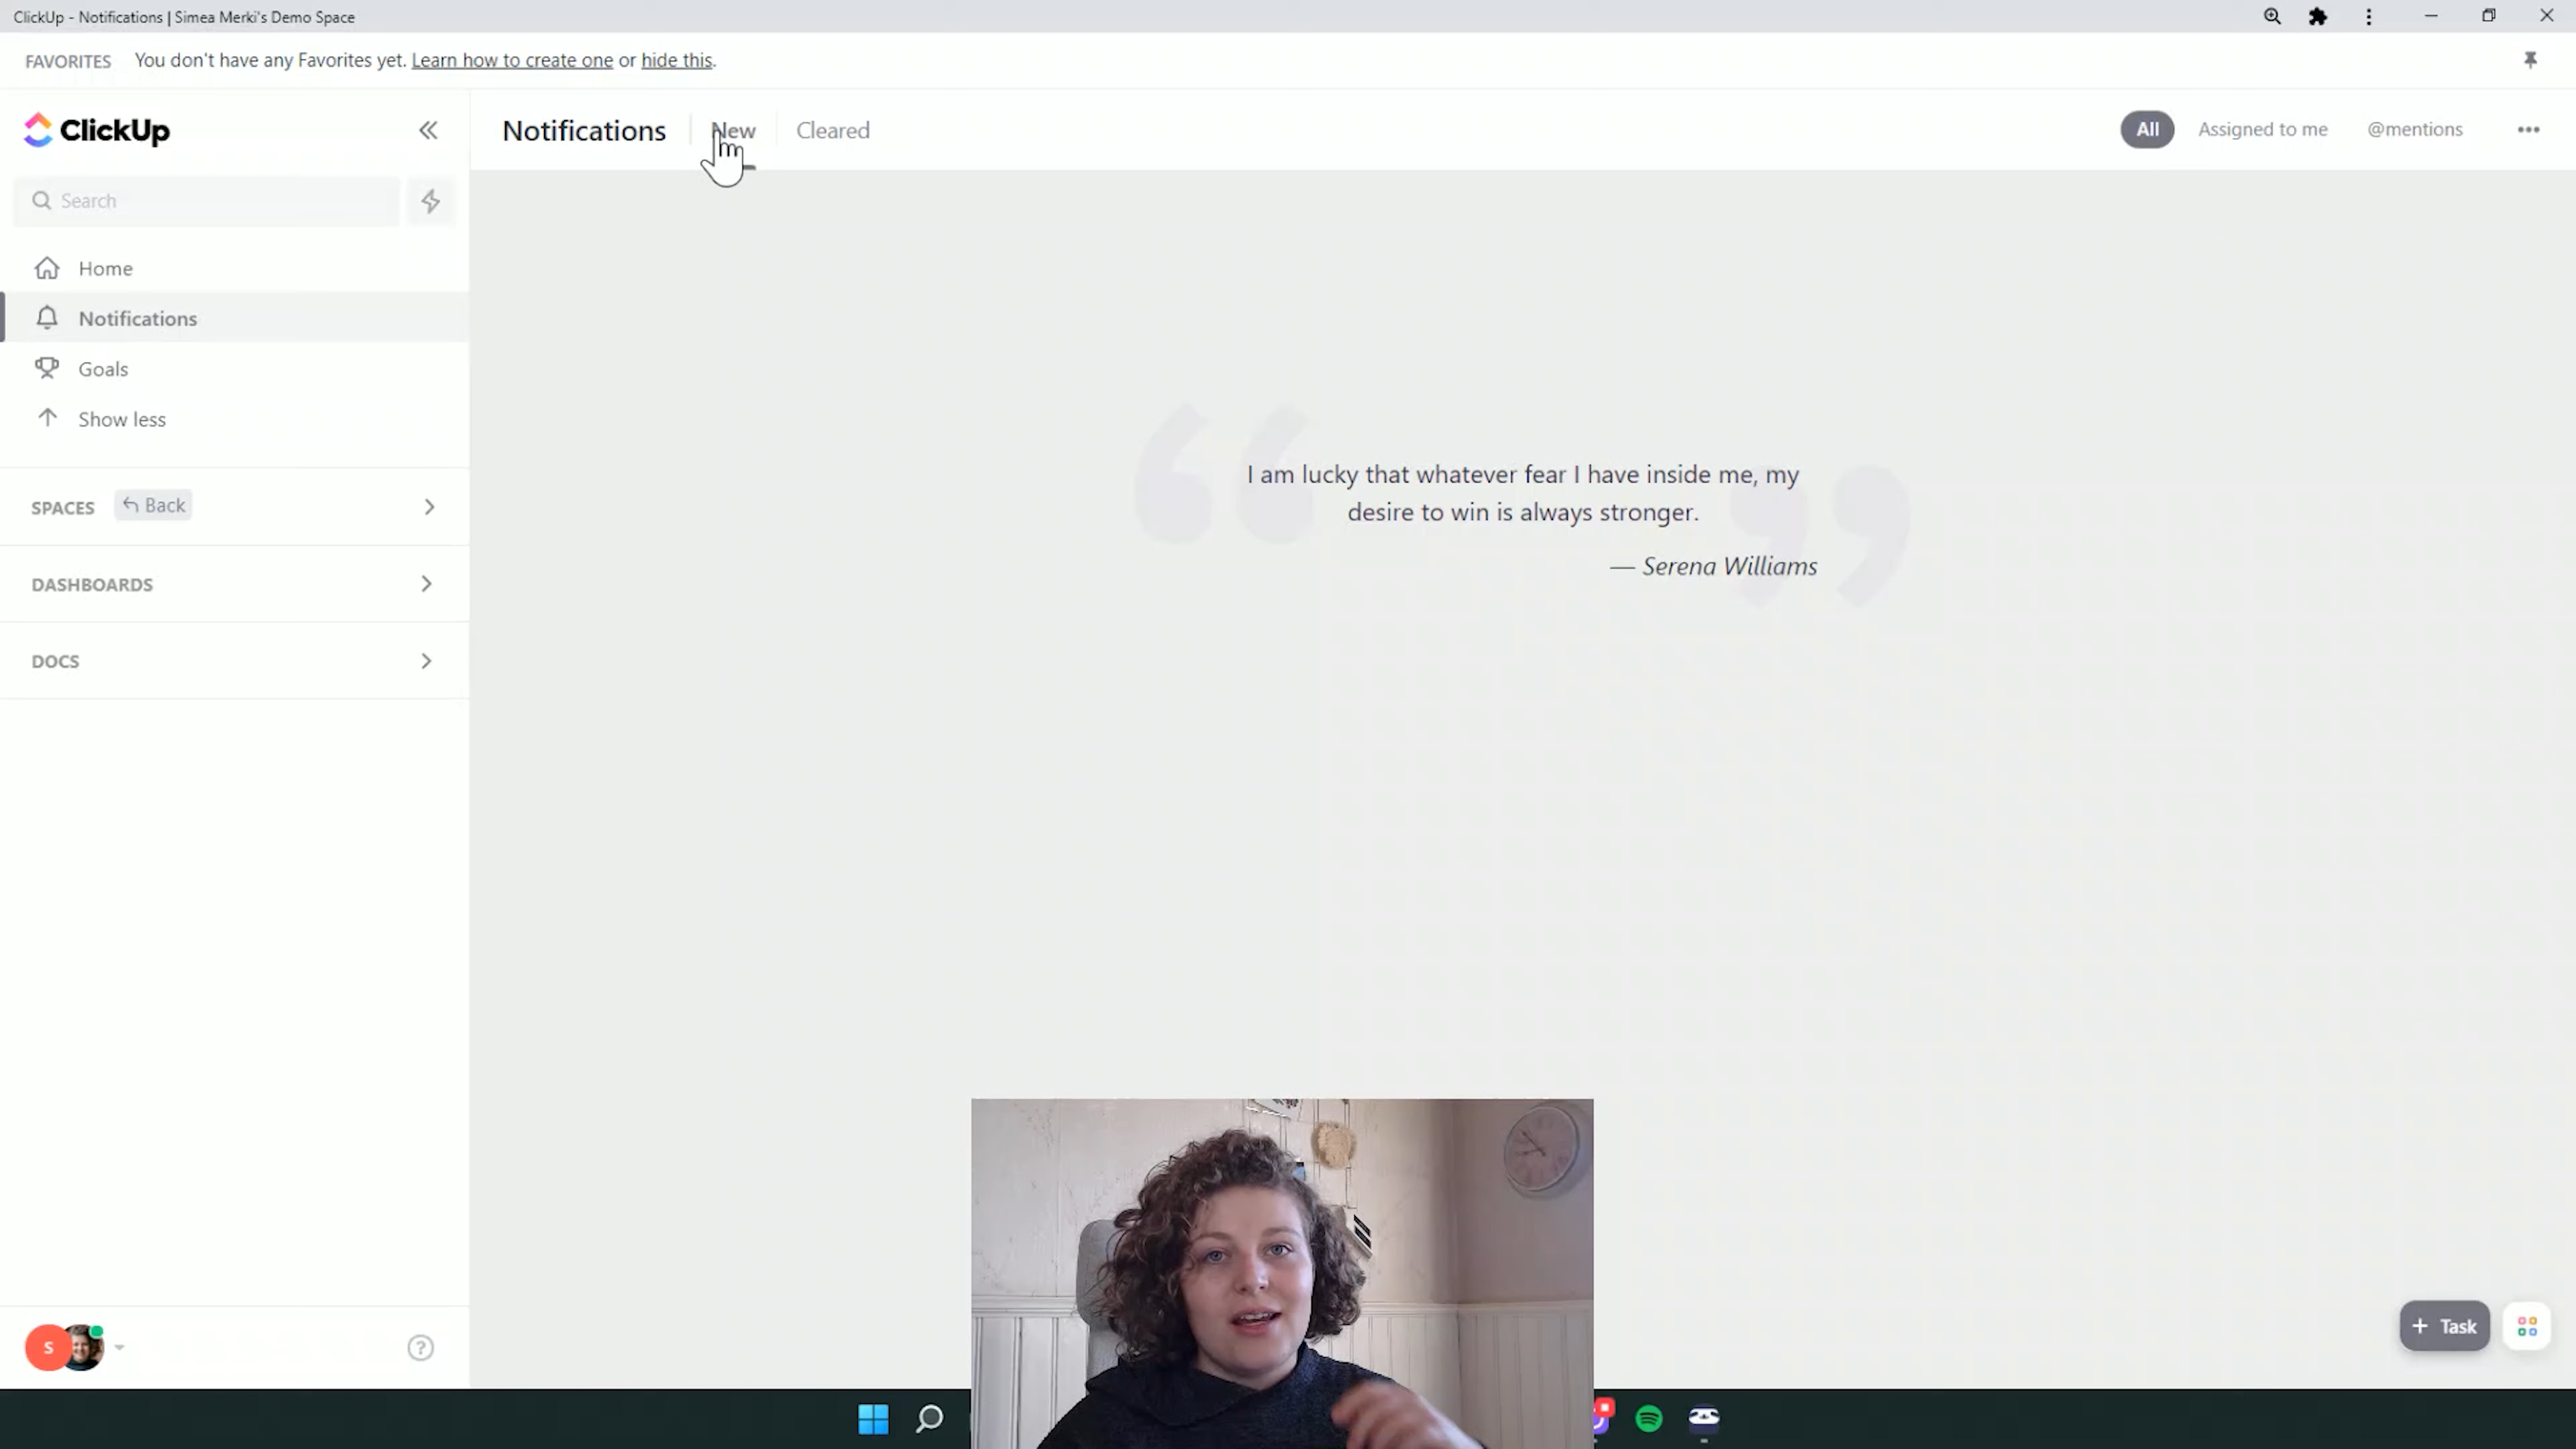 ClickUp - Notifications | Simea Merki's Demo Space
FAVORITES You don't have any Favorites yet. Learn how to create one or hide this.
ClickUp
Notifications New Cleared
All Assigned to me @mentions
Search
Home
Notifications
Goals
Show less
SPACES Back
DASHBOARDS
DOCS
“ I am lucky that whatever fear I have inside me, my
desire to win is always stronger. ”
— Serena Williams
S
+ Task